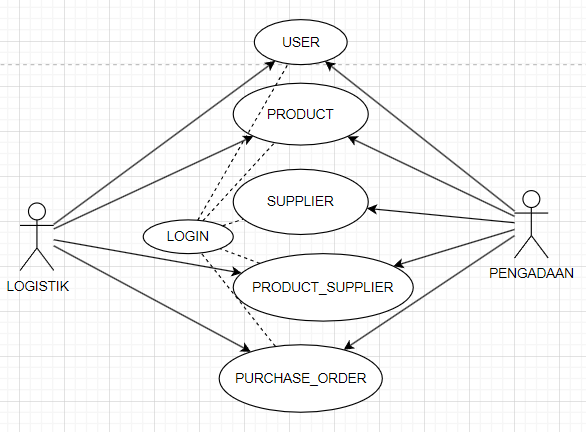 USER
PRODUCT
SUPPLIER
LOGIN
PRODUCT_SUPPLIER
PURCHASE_ORDER
LOGISTIK
PENGADAAN